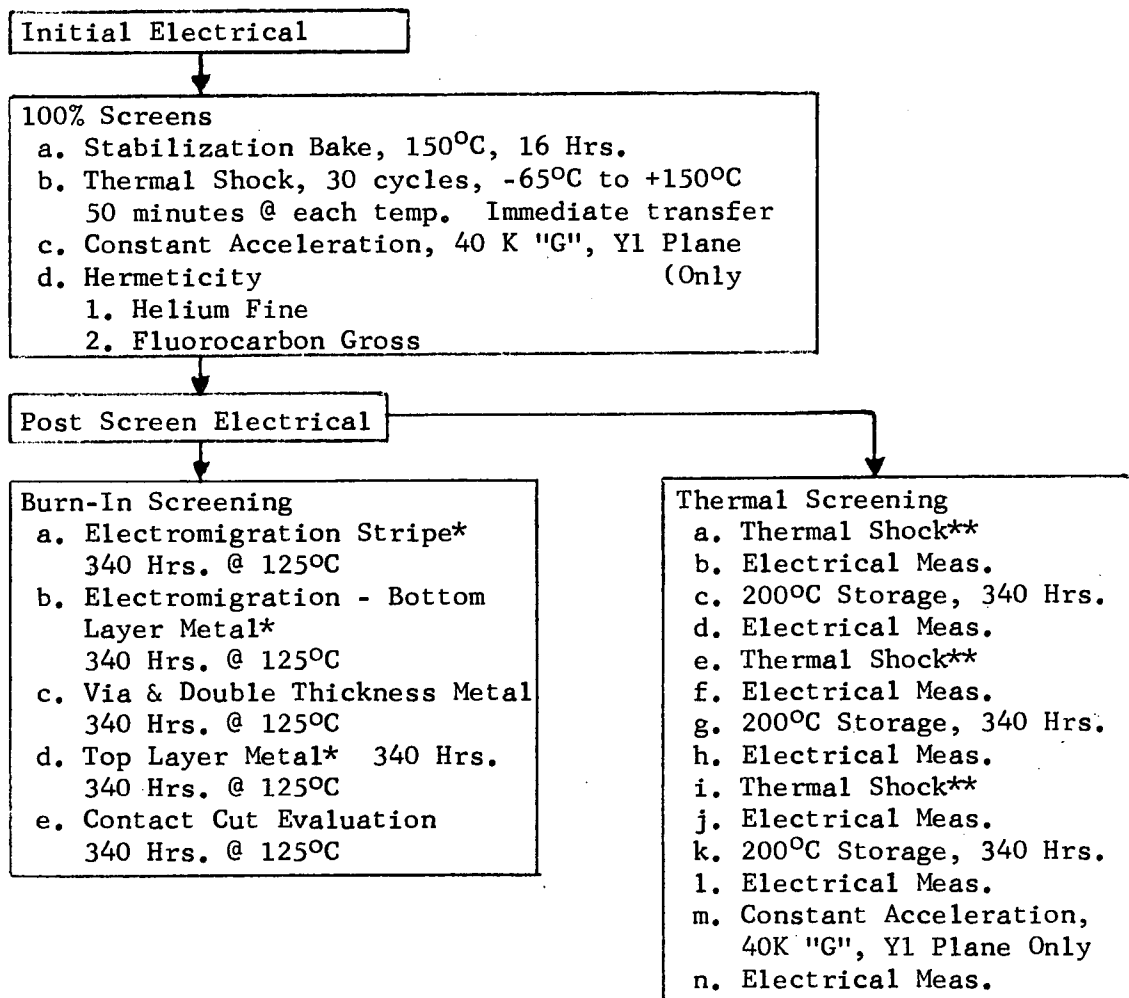 Initial Electrical
100% Screens
a. Stabilization Bake, 150°C, 16 Hrs.
b. Thermal Shock, 30 cycles, -65°C to +150°C
50 minutes @ each temp. Immediate transfer
c. Constant Acceleration, 40 K "G", Y1 Plane
d. Hermeticity (Only
1. Helium Fine
2. Fluorocarbon Gross
Post Screen Electrical
Burn-In Screening
a. Electromigration Stripe*
340 Hrs. @ 125°C
b. Electromigration - Bottom
Layer Metal*
340 Hrs. @ 125°C
c. Via & Double Thickness Metal
340 Hrs. @ 125°C
d. Top Layer Metal* 340 Hrs.
340 Hrs. @ 125°C
e. Contact Cut Evaluation
340 Hrs. @ 125°C
Thermal Screening
a. Thermal Shock**
b. Electrical Meas.
c. 200°C Storage, 340 Hrs.
d. Electrical Meas.
e. Thermal Shock**
f. Electrical Meas.
g. 200°C Storage, 340 Hrs.
h. Electrical Meas.
i. Thermal Shock**
j. Electrical Meas.
k. 200°C Storage, 340 Hrs.
l. Electrical Meas.
m. Constant Acceleration,
40K "G", Y1 Plane Only
n. Electrical Meas.